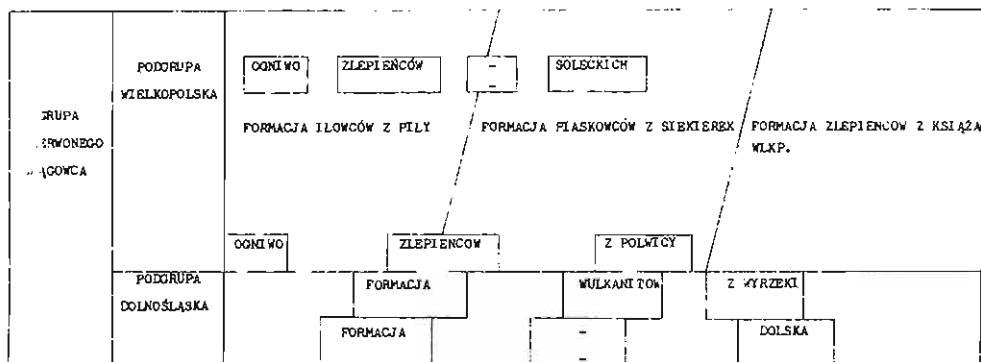 OGNIWO ZLEPIEŃCÓW - - SOLECKICH
PODGRUPA
WIELKOPOLSKA
FORMACJA IŁOWCÓW Z PIŁY FORMACJA PIASKOWCÓW Z SIEKIEREK FORMACJA ZLEPIEŃCÓW Z KSIĄŻA
WLKP.
OGNIWO ZLEPIEŃCÓW Z POLWICY
PODGRUPA
DOLNOŚLĄSKA
FORMACJA WULKANITÓW Z WYRZEKI
FORMACJA - - DOLSKA